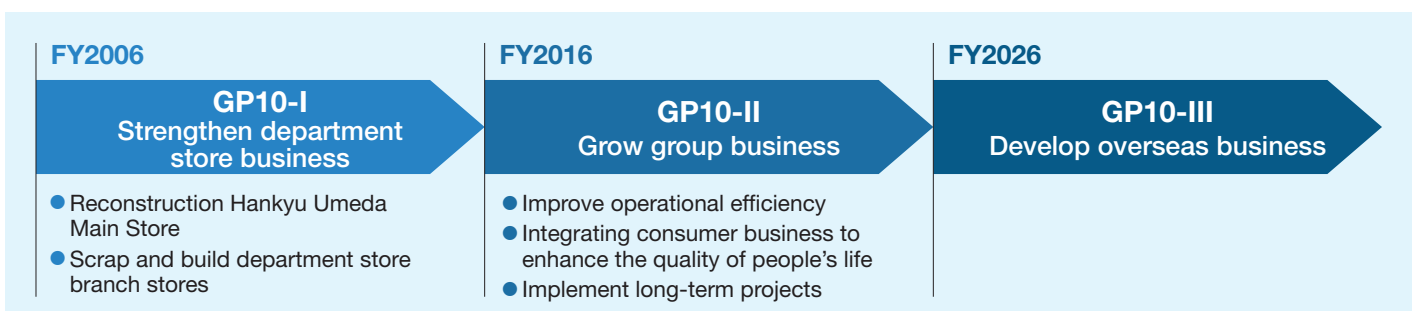 FY2006
GP10-I
Strengthen department
store business
● Reconstruction Hankyu Umeda
Main Store
● Scrap and build department store
branch stores
FY2016
GP10-II
Grow group business
● Improve operational efficiency
● Integrating consumer business to
enhance the quality of people's life
● Implement long-term projects
FY2026
GP10-III
Develop overseas business